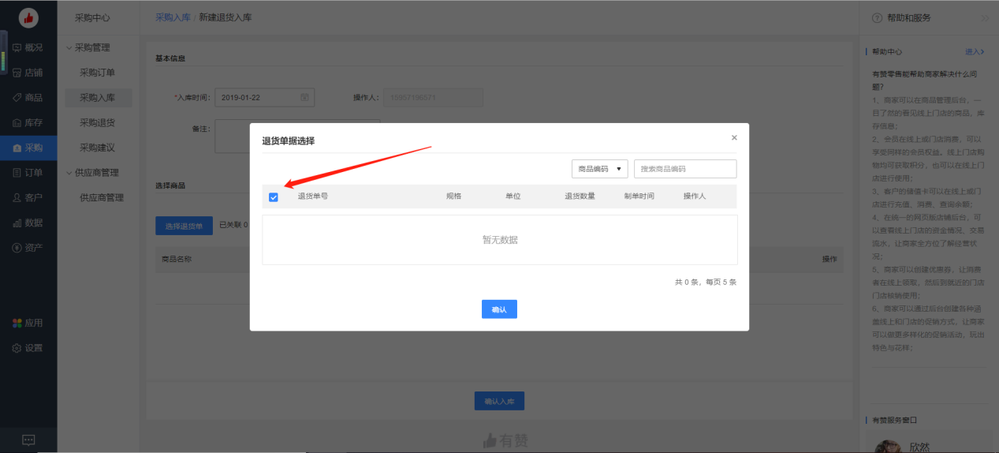 采购中心
采购入库 / 新建退货入库
帮助和服务
概况
店铺
商品
库存
采购
订单
客户
数据
资产
应用
设置
采购管理
采购订单
采购入库
采购退货
采购建议
供应商管理
供应商管理
基本信息
*入库时间：
2019-01-22
操作人：
15957196571
备注：
选择商品
选择退货单
已关联 0
商品名称
操作
退货单据选择
×
商品编码
搜索商品编码
退货单号
规格
单位
退货数量
制单时间
操作人
暂无数据
共 0 条，每页 5 条
确认
确认入库
有赞
帮助中心
进入>
有赞零售能帮助商家解决什么问
题?
1、商家可以在商品管理后台，一
目了然的看见线上门店的商品，库
存信息；
2、会员在线上或门店消费，可以
享受同样的会员权益。线上门店购
物均可获取积分，也可以在线上门
店进行使用；
3、客户的储值卡可以在线上或门
店进行充值、消费、查询余额；
4、在统一的网页版店铺后台，可
以查看线上门店的资金情况，交易
流水，让商家全方位了解经营状
况；
5、商家可以创建优惠券，让消费
者在线上领取，然后到就近的门店
门店核销使用；
6、商家可以通过后台创建各种涵
盖线上和门店的促销方式，让商家
可以做更多样化的促销活动，玩出
特色与花样；
有赞服务窗口
欣然